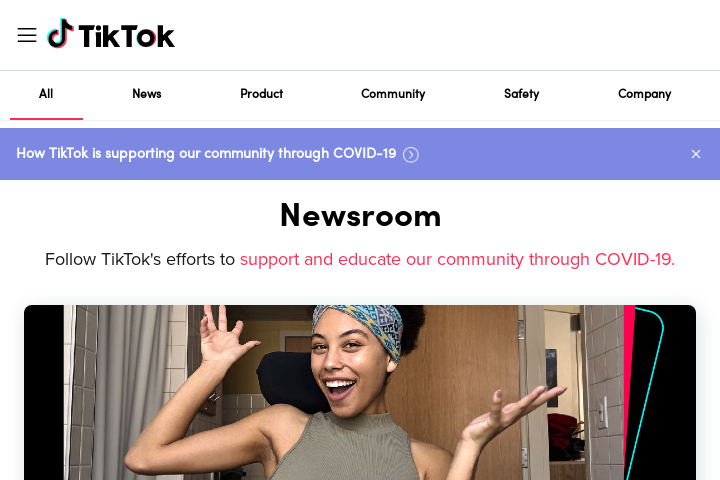 TikTok
All News Product Community Safety Company
How TikTok is supporting our community through COVID-19
Newsroom
Follow TikTok's efforts to support and educate our community through COVID-19.